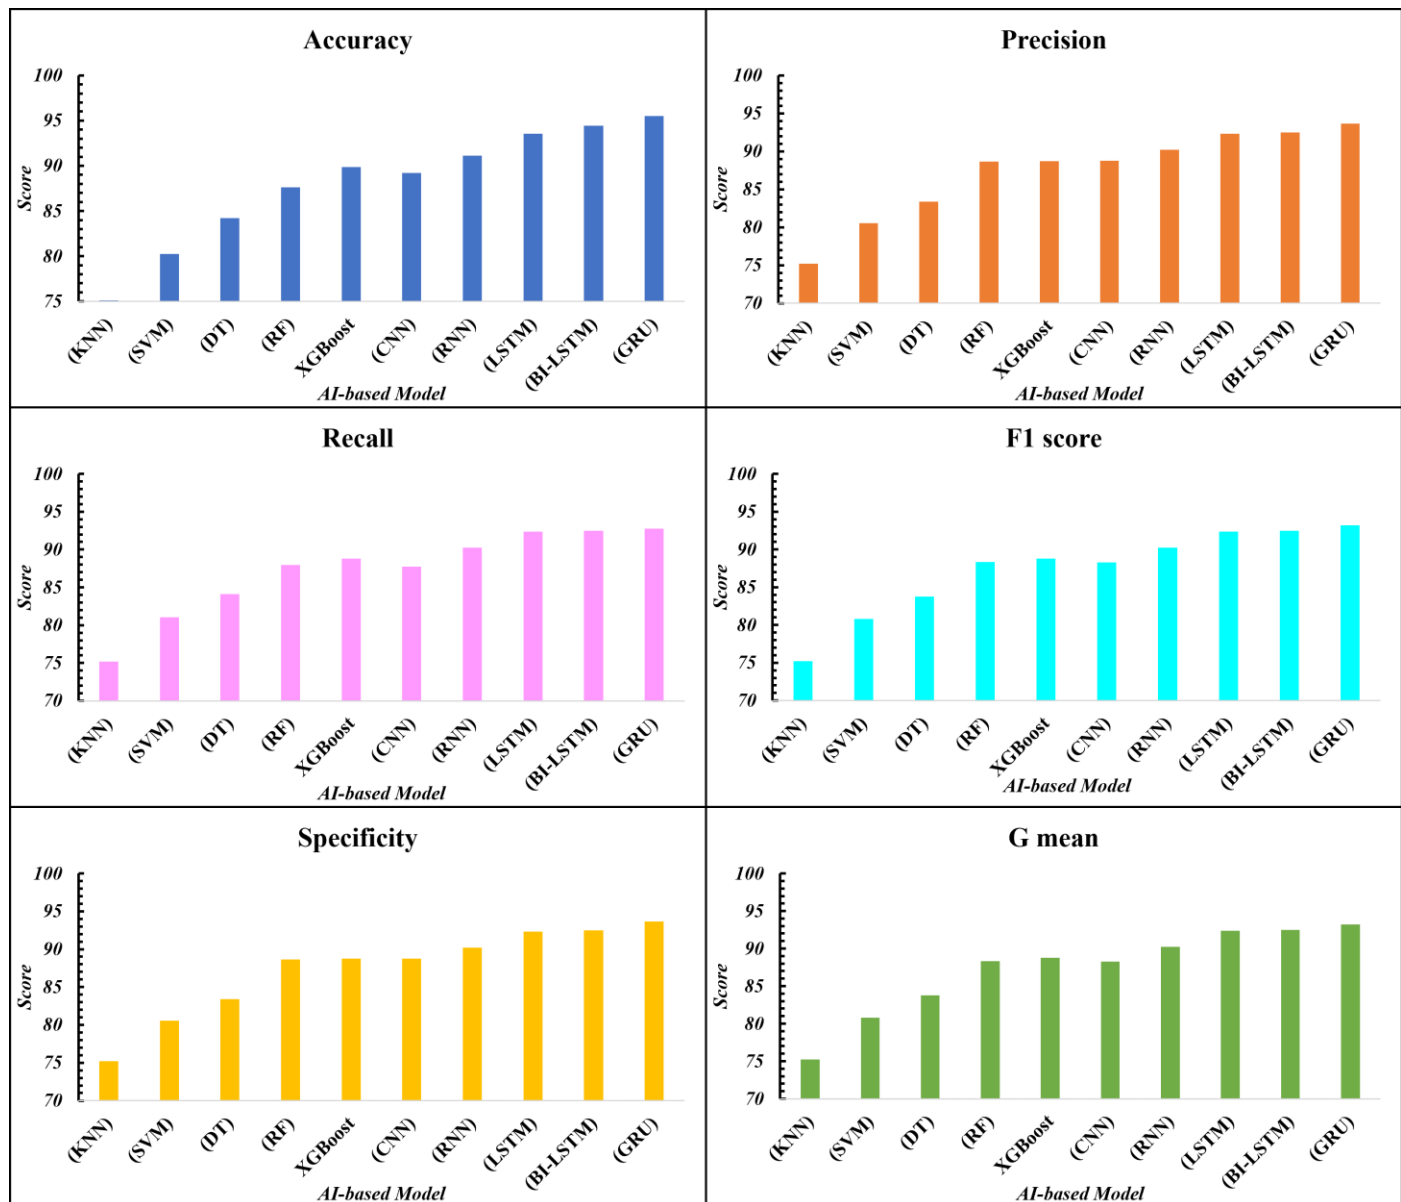 Accuracy
100
95
90
85
80
75
Score
(KNN)
(SVM)
(DT)
(RF)
XGBoost
(CNN)
(RNN)
(LSTM)
(BI-LSTM)
(GRU)
AI-based Model
Precision
100
95
90
85
80
75
70
Score
(KNN)
(SVM)
(DT)
(RF)
XGBoost
(CNN)
(RNN)
(LSTM)
(BI-LSTM)
(GRU)
AI-based Model
Recall
100
95
90
85
80
75
70
Score
(KNN)
(SVM)
(DT)
(RF)
XGBoost
(CNN)
(RNN)
(LSTM)
(BI-LSTM)
(GRU)
AI-based Model
F1 score
100
95
90
85
80
75
70
Score
(KNN)
(SVM)
(DT)
(RF)
XGBoost
(CNN)
(RNN)
(LSTM)
(BI-LSTM)
(GRU)
AI-based Model
Specificity
100
95
90
85
80
75
70
Score
(KNN)
(SVM)
(DT)
(RF)
XGBoost
(CNN)
(RNN)
(LSTM)
(BI-LSTM)
(GRU)
AI-based Model
G mean
100
95
90
85
80
75
70
Score
(KNN)
(SVM)
(DT)
(RF)
XGBoost
(CNN)
(RNN)
(LSTM)
(BI-LSTM)
(GRU)
AI-based Model